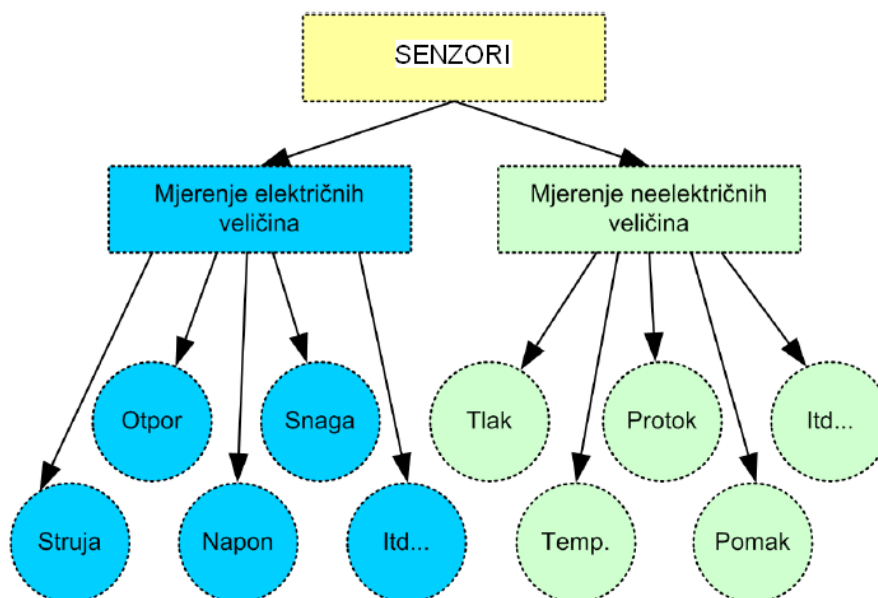 SENZORI
Mjerenje električnih
veličina
Mjerenje neelektričnih
veličina
Otpor
Snaga
Tlak
Protok
Itd...
Struja
Napon
Itd...
Temp.
Pomak